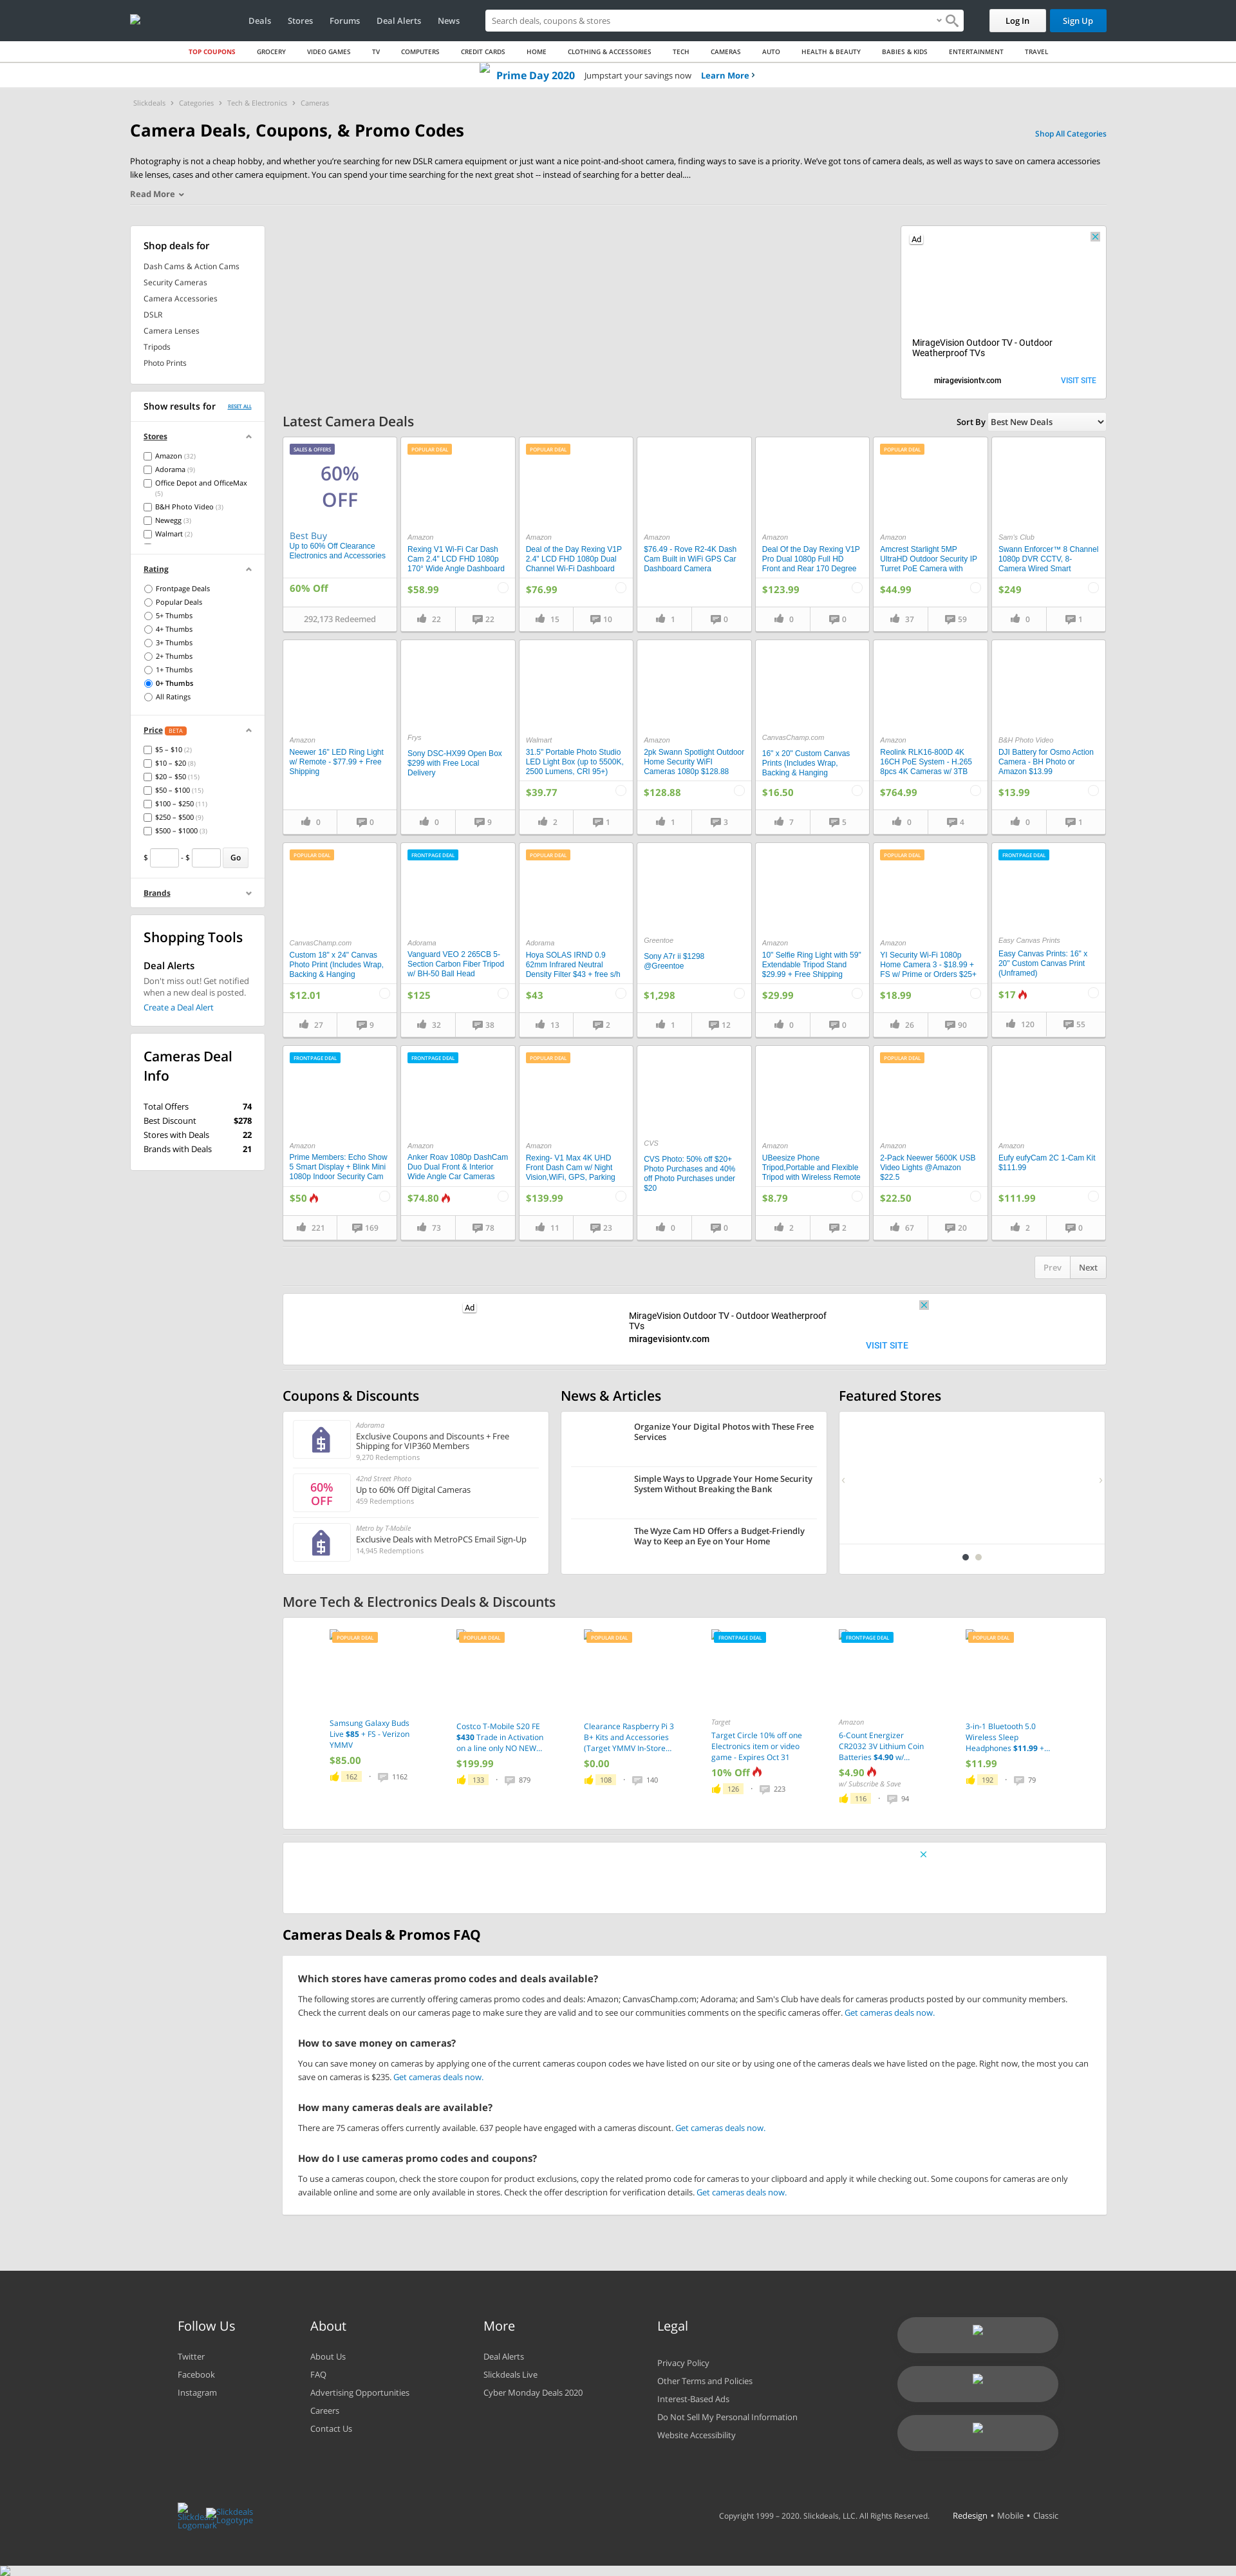 Deals Stores Forums Deal Alerts News
Search deals, coupons & stores
Log In
Sign Up
TOP COUPONS GROCERY VIDEO GAMES TV COMPUTERS CREDIT CARDS HOME CLOTHING & ACCESSORIES TECH CAMERAS AUTO HEALTH & BEAUTY BABIES & KIDS ENTERTAINMENT TRAVEL
Prime Day 2020 Jumpstart your savings now Learn More ›
Slickdeals › Categories › Tech & Electronics › Cameras
Camera Deals, Coupons, & Promo Codes
Shop All Categories
Photography is not a cheap hobby, and whether you're searching for new DSLR camera equipment or just want a nice point-and-shoot camera, finding ways to save is a priority. We've got tons of camera deals, as well as ways to save on camera accessories
like lenses, cases and other camera equipment. You can spend your time searching for the next great shot -- instead of searching for a better deal....
Read More
Shop deals for
Dash Cams & Action Cams
Security Cameras
Camera Accessories
DSLR
Camera Lenses
Tripods
Photo Prints
Show results for RESET ALL
Stores
Amazon (32)
Adorama (9)
Office Depot and OfficeMax
(5)
B&H Photo Video (3)
Newegg (3)
Walmart (2)
Rating
Frontpage Deals
Popular Deals
5+ Thumbs
4+ Thumbs
3+ Thumbs
2+ Thumbs
1+ Thumbs
0+ Thumbs
All Ratings
Price BETA
$5 – $10 (2)
$10 – $20 (8)
$20 – $50 (15)
$50 – $100 (15)
$100 – $250 (11)
$250 – $500 (9)
$500 – $1000 (3)
$ - $ Go
Brands
Shopping Tools
Deal Alerts
Don't miss out! Get notified
when a new deal is posted.
Create a Deal Alert
Cameras Deal
Info
Total Offers 74
Best Discount $278
Stores with Deals 22
Brands with Deals 21
Ad
MirageVision Outdoor TV - Outdoor
Weatherproof TVs
miragevisiontv.com VISIT SITE
Latest Camera Deals
Sort By Best New Deals
SALES & OFFERS
60%
OFF
Best Buy
Up to 60% Off Clearance
Electronics and Accessories
60% Off
292,173 Redeemed
POPULAR DEAL
Amazon
Rexing V1 Wi-Fi Car Dash
Cam 2.4" LCD FHD 1080p
170° Wide Angle Dashboard
$58.99
22 22
POPULAR DEAL
Amazon
Deal of the Day Rexing V1P
2.4" LCD FHD 1080p Dual
Channel Wi-Fi Dashboard
$76.99
15 10
Amazon
$76.49 - Rove R2-4K Dash
Cam Built in WiFi GPS Car
Dashboard Camera
1 0
Amazon
Deal Of the Day Rexing V1P
Pro Dual 1080p Full HD
Front and Rear 170 Degree
$123.99
0 0
POPULAR DEAL
Amazon
Amcrest Starlight 5MP
UltraHD Outdoor Security IP
Turret PoE Camera with
$44.99
37 59
Sam's Club
Swann Enforcer™ 8 Channel
1080p DVR CCTV, 8-
Camera Wired Smart
$249
0 1
Amazon
Neewer 16" LED Ring Light
w/ Remote - $77.99 + Free
Shipping
0 0
Frys
Sony DSC-HX99 Open Box
$299 with Free Local
Delivery
0 9
Walmart
31.5" Portable Photo Studio
LED Light Box (up to 5500K,
2500 Lumens, CRI 95+)
$39.77
2 1
Amazon
2pk Swann Spotlight Outdoor
Home Security WiFI
Cameras 1080p $128.88
$128.88
1 3
CanvasChamp.com
16" x 20" Custom Canvas
Prints (Includes Wrap,
Backing & Hanging
$16.50
7 5
Amazon
Reolink RLK16-800D 4K
16CH PoE System - H.265
8pcs 4K Cameras w/ 3TB
$764.99
0 4
B&H Photo Video
DJI Battery for Osmo Action
Camera - BH Photo or
Amazon $13.99
$13.99
0 1
POPULAR DEAL
CanvasChamp.com
Custom 18" x 24" Canvas
Photo Print (Includes Wrap,
Backing & Hanging
$12.01
27 9
FRONTPAGE DEAL
Adorama
Vanguard VEO 2 265CB 5-
Section Carbon Fiber Tripod
w/ BH-50 Ball Head
$125
32 38
POPULAR DEAL
Adorama
Hoya SOLAS IRND 0.9
62mm Infrared Neutral
Density Filter $43 + free s/h
$43
13 2
Greentoe
Sony A7r ii $1298
@Greentoe
$1,298
1 12
Amazon
10" Selfie Ring Light with 59"
Extendable Tripod Stand
$29.99 + Free Shipping
$29.99
0 0
POPULAR DEAL
Amazon
YI Security Wi-Fi 1080p
Home Camera 3 - $18.99 +
FS w/ Prime or Orders $25+
$18.99
26 90
FRONTPAGE DEAL
Easy Canvas Prints
Easy Canvas Prints: 16" x
20" Custom Canvas Print
(Unframed)
$17
120 55
FRONTPAGE DEAL
Amazon
Prime Members: Echo Show
5 Smart Display + Blink Mini
1080p Indoor Security Cam
$50
221 169
FRONTPAGE DEAL
Amazon
Anker Roav 1080p DashCam
Duo Dual Front & Interior
Wide Angle Car Cameras
$74.80
73 78
POPULAR DEAL
Amazon
Rexing- V1 Max 4K UHD
Front Dash Cam w/ Night
Vision,WiFi, GPS, Parking
$139.99
11 23
CVS
CVS Photo: 50% off $20+
Photo Purchases and 40%
off Photo Purchases under
$20
0 0
Amazon
UBeesize Phone
Tripod,Portable and Flexible
Tripod with Wireless Remote
$8.79
2 2
POPULAR DEAL
Amazon
2-Pack Neewer 5600K USB
Video Lights @Amazon
$22.5
$22.50
67 20
Amazon
Eufy eufyCam 2C 1-Cam Kit
$111.99
$111.99
2 0
Prev Next
Ad
MirageVision Outdoor TV - Outdoor Weatherproof
TVs
miragevisiontv.com
VISIT SITE
Coupons & Discounts
Adorama
Exclusive Coupons and Discounts + Free
Shipping for VIP360 Members
9,270 Redemptions
60%
OFF
42nd Street Photo
Up to 60% Off Digital Cameras
459 Redemptions
Metro by T-Mobile
Exclusive Deals with MetroPCS Email Sign-Up
14,945 Redemptions
News & Articles
Organize Your Digital Photos with These Free
Services
Simple Ways to Upgrade Your Home Security
System Without Breaking the Bank
The Wyze Cam HD Offers a Budget-Friendly
Way to Keep an Eye on Your Home
Featured Stores
More Tech & Electronics Deals & Discounts
POPULAR DEAL
Samsung Galaxy Buds
Live $85 + FS - Verizon
YMMV
$85.00
162 · 1162
POPULAR DEAL
Costco T-Mobile S20 FE
$430 Trade in Activation
on a line only NO NEW...
$199.99
133 · 879
POPULAR DEAL
Clearance Raspberry Pi 3
B+ Kits and Accessories
(Target YMMV In-Store...
$0.00
108 · 140
FRONTPAGE DEAL
Target
Target Circle 10% off one
Electronics item or video
game - Expires Oct 31
10% Off
126 · 223
FRONTPAGE DEAL
Amazon
6-Count Energizer
CR2032 3V Lithium Coin
Batteries $4.90 w/...
$4.90
w/ Subscribe & Save
116 · 94
POPULAR DEAL
3-in-1 Bluetooth 5.0
Wireless Sleep
Headphones $11.99 +...
$11.99
192 · 79
Cameras Deals & Promos FAQ
Which stores have cameras promo codes and deals available?
The following stores are currently offering cameras promo codes and deals: Amazon; CanvasChamp.com; Adorama; and Sam's Club have deals for cameras products posted by our community members.
Check the current deals on our cameras page to make sure they are valid and to see our communities comments on the specific cameras offer. Get cameras deals now.
How to save money on cameras?
You can save money on cameras by applying one of the current cameras coupon codes we have listed on our site or by using one of the cameras deals we have listed on the page. Right now, the most you can
save on cameras is $235. Get cameras deals now.
How many cameras deals are available?
There are 75 cameras offers currently available. 637 people have engaged with a cameras discount. Get cameras deals now.
How do I use cameras promo codes and coupons?
To use a cameras coupon, check the store coupon for product exclusions, copy the related promo code for cameras to your clipboard and apply it while checking out. Some coupons for cameras are only
available online and some are only available in stores. Check the offer description for verification details. Get cameras deals now.
Follow Us
Twitter
Facebook
Instagram
About
About Us
FAQ
Advertising Opportunities
Careers
Contact Us
More
Deal Alerts
Slickdeals Live
Cyber Monday Deals 2020
Legal
Privacy Policy
Other Terms and Policies
Interest-Based Ads
Do Not Sell My Personal Information
Website Accessibility
Slickdeals
Logomark
Slickdeals
Logotype
Copyright 1999 – 2020. Slickdeals, LLC. All Rights Reserved. Redesign • Mobile • Classic